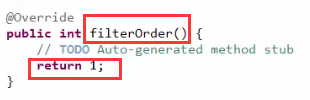 @Override
public int filterOrder() {
// TODO Auto-generated method stub
return 1;
}